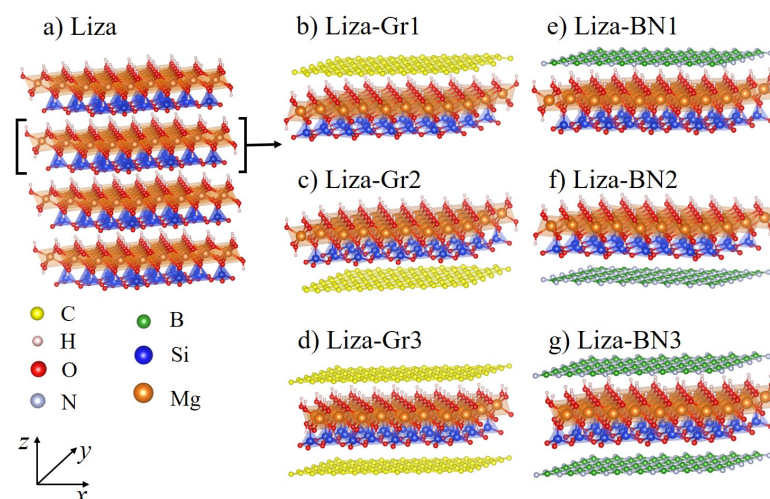 a) Liza
b) Liza-Gr1
e) Liza-BN1
c) Liza-Gr2
f) Liza-BN2
d) Liza-Gr3
g) Liza-BN3
C
H
O
N
B
Si
Mg
z
y
x